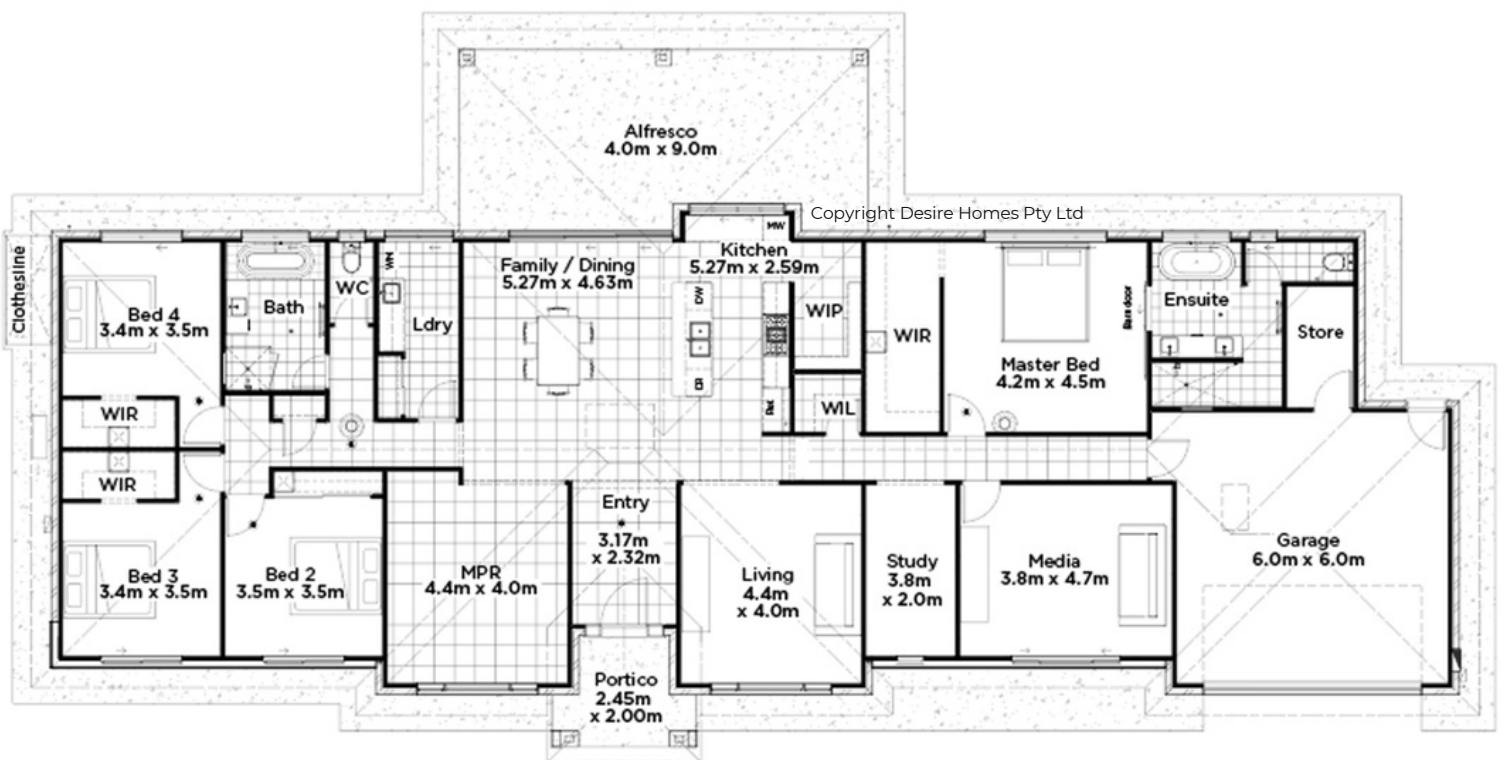 Alfresco
4.0m x 9.0m
Copyright Desire Homes Pty Ltd
Clothesline
Bed 4
3.4m x 3.5m
Bath
WC
WM
Ldry
Family / Dining
5.27m x 4.63m
MW
Kitchen
5.27m x 2.59m
DW
WIP
WIR
Master Bed
4.2m x 4.5m
Barn door
Ensuite
Store
WIR
Ref.
WIL
WIR
Bed 3
3.4m x 3.5m
Bed 2
3.5m x 3.5m
MPR
4.4m x 4.0m
Entry
3.17m
x 2.32m
Living
4.4m
x 4.0m
Study
3.8m
x 2.0m
Media
3.8m x 4.7m
Garage
6.0m x 6.0m
Portico
2.45m
x 2.00m